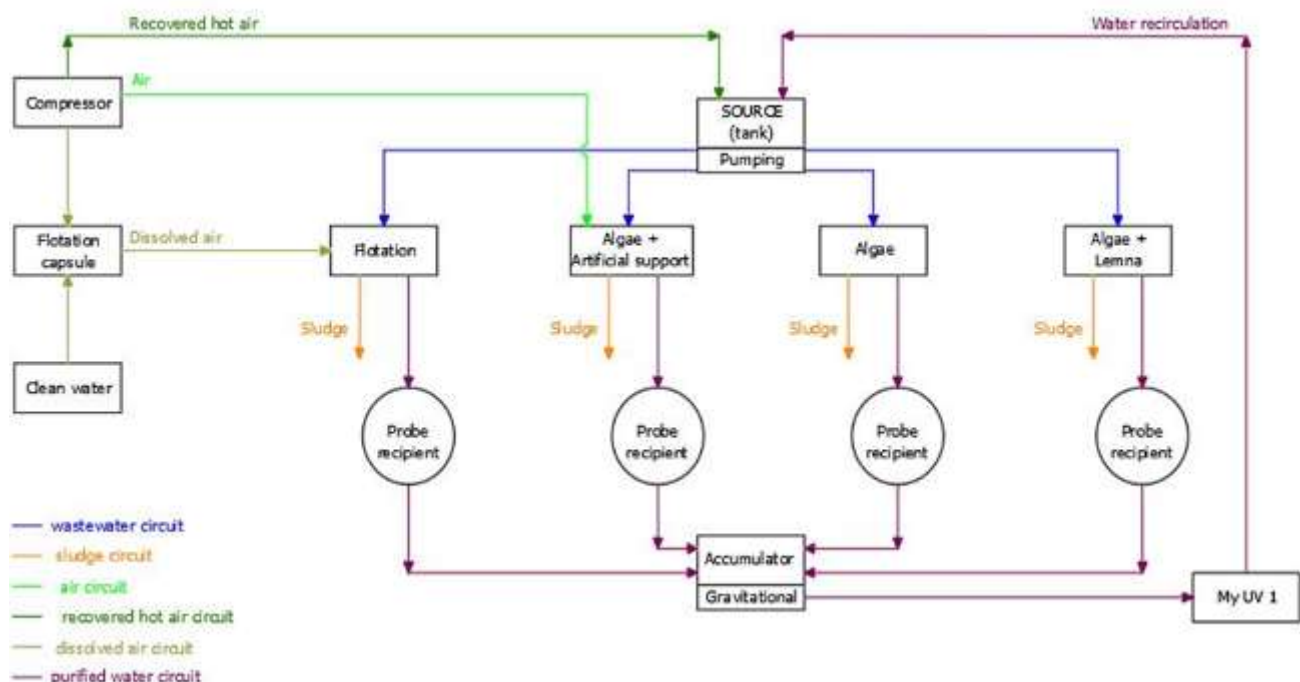 Recovered hot air
Water recirculation
Air
Compressor
SOURCE
(tank)
Pumping
Flotation
capsule
Dissolved air
Flotation
Algae +
Artificial support
Algae
Algae +
Lemna
Sludge
Sludge
Sludge
Sludge
Clean water
Probe
recipient
Probe
recipient
Probe
recipient
Probe
recipient
wastewater circuit
sludge circuit
air circuit
recovered hot air circuit
dissolved air circuit
purified water circuit
Accumulator
Gravitational
My UV 1